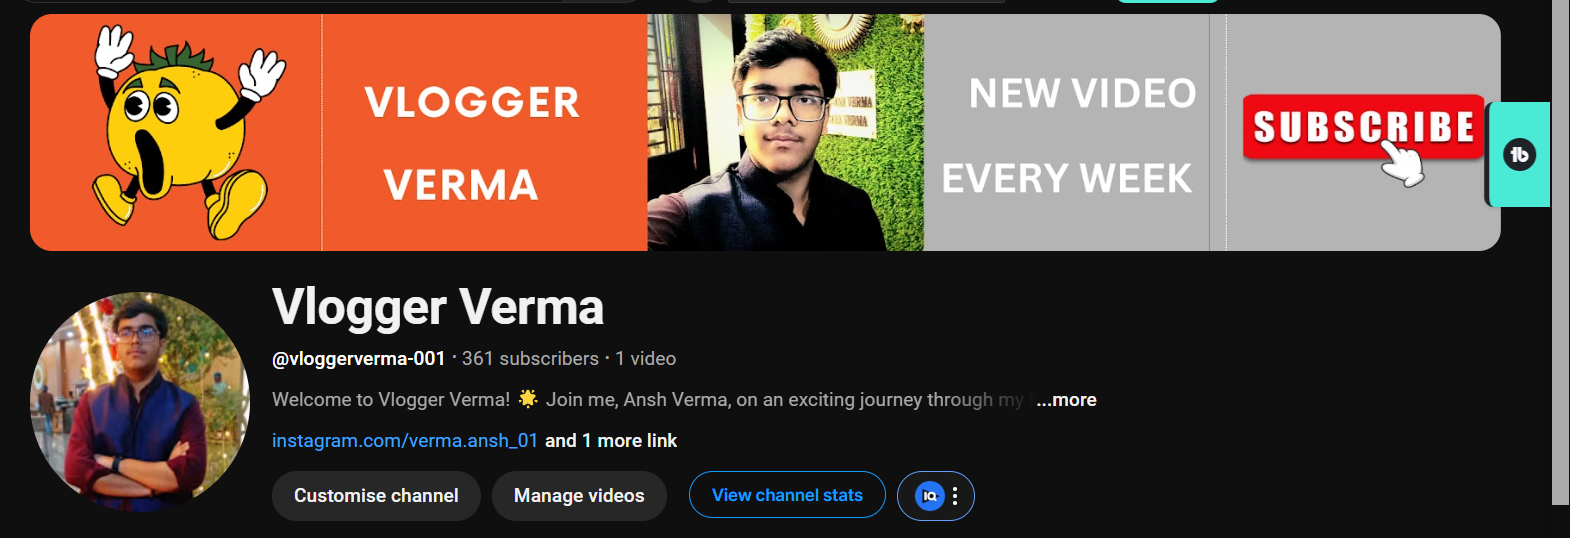 VLOGGER
VERMA
NEW VIDEO
EVERY WEEK
SUBSCRIBE
Vlogger Verma
@vloggerverma-001 · 361 subscribers · 1 video
Welcome to Vlogger Verma! 🌟 Join me, Ansh Verma, on an exciting journey through my ...more
instagram.com/verma.ansh_01 and 1 more link
Customise channel
Manage videos
View channel stats
IQ